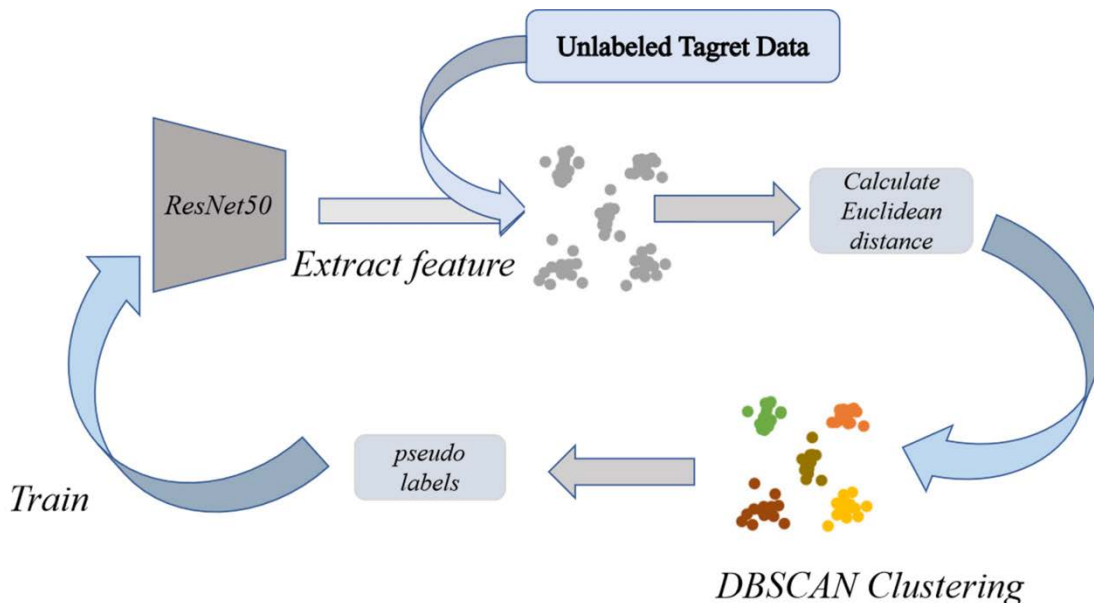 Unlabeled Tagret Data
ResNet50
Extract feature
Calculate
Euclidean
distance
pseudo
labels
Train
DBSCAN Clustering